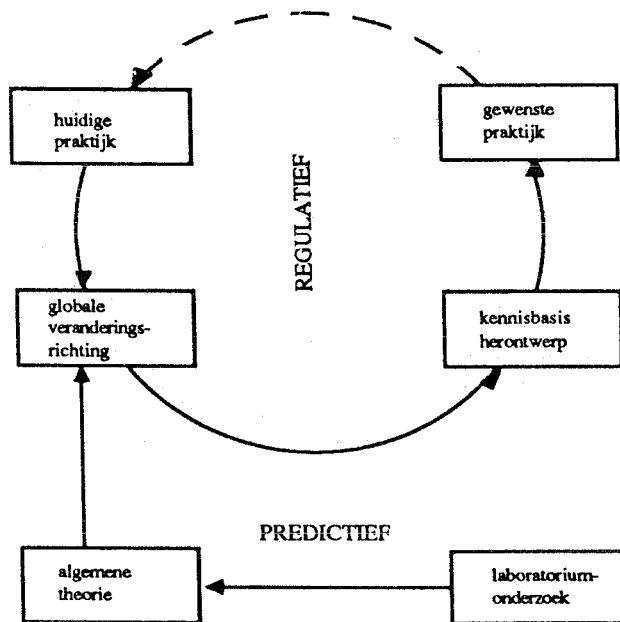 huidige
praktijk
gewenste
praktijk
REGULATIEF
globale
veranderings-
richting
kennisbasis
herontwerp
PREDICTIEF
algemene
theorie
laboratorium-
onderzoek